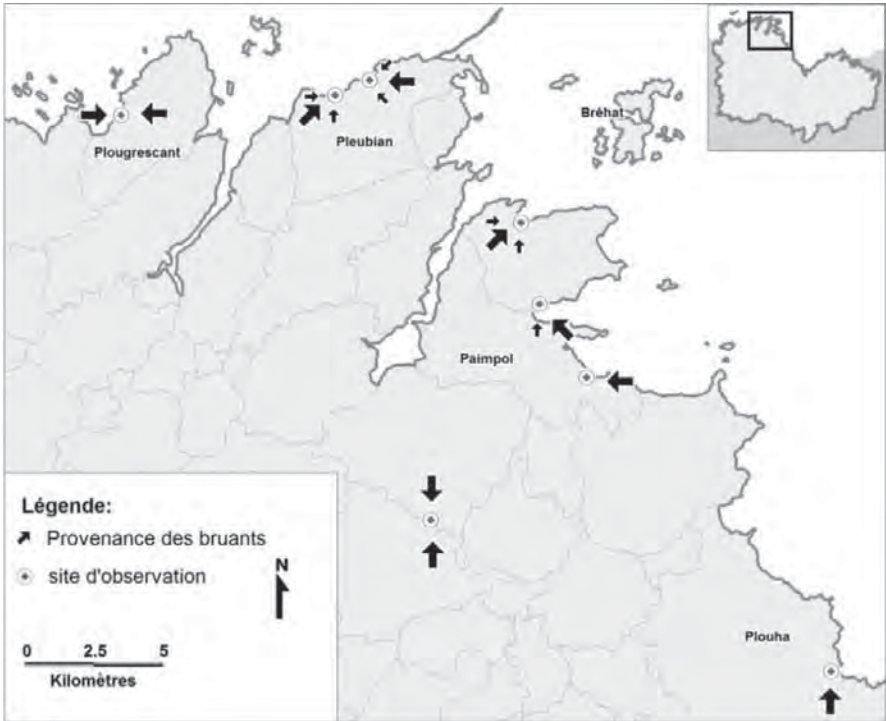 Bréhat
Plougrescant
Pleubian
Paimpol
Légende:
Provenance des bruants
site d'observation
N
0 2.5 5
Kilomètres
Plouha